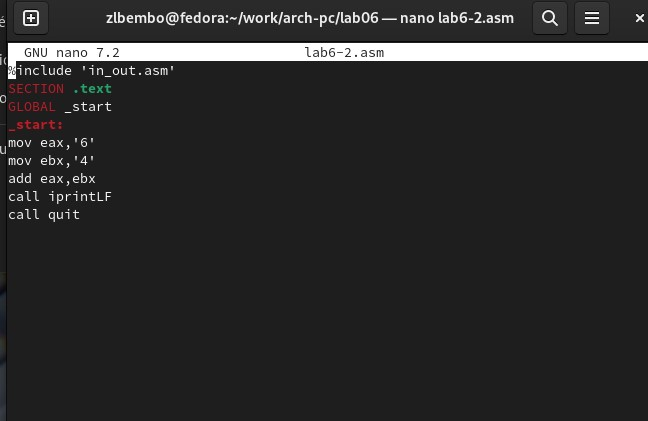 zlbembo@fedora:~/work/arch-pc/lab06 — nano lab6-2.asm
GNU nano 7.2 lab6-2.asm
%include 'in_out.asm'
SECTION .text
GLOBAL _start
_start:
mov eax,'6'
mov ebx,'4'
add eax,ebx
call iprintLF
call quit